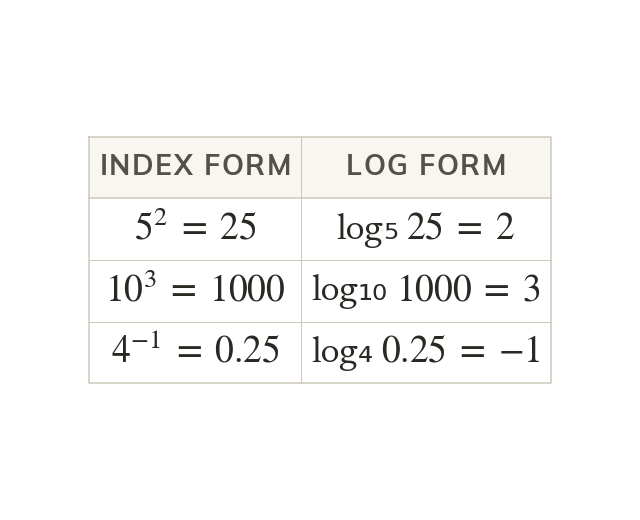 INDEX FORM LOG FORM
5² = 25 log₅ 25 = 2
10³ = 1000 log₁₀ 1000 = 3
4⁻¹ = 0.25 log₄ 0.25 = −1